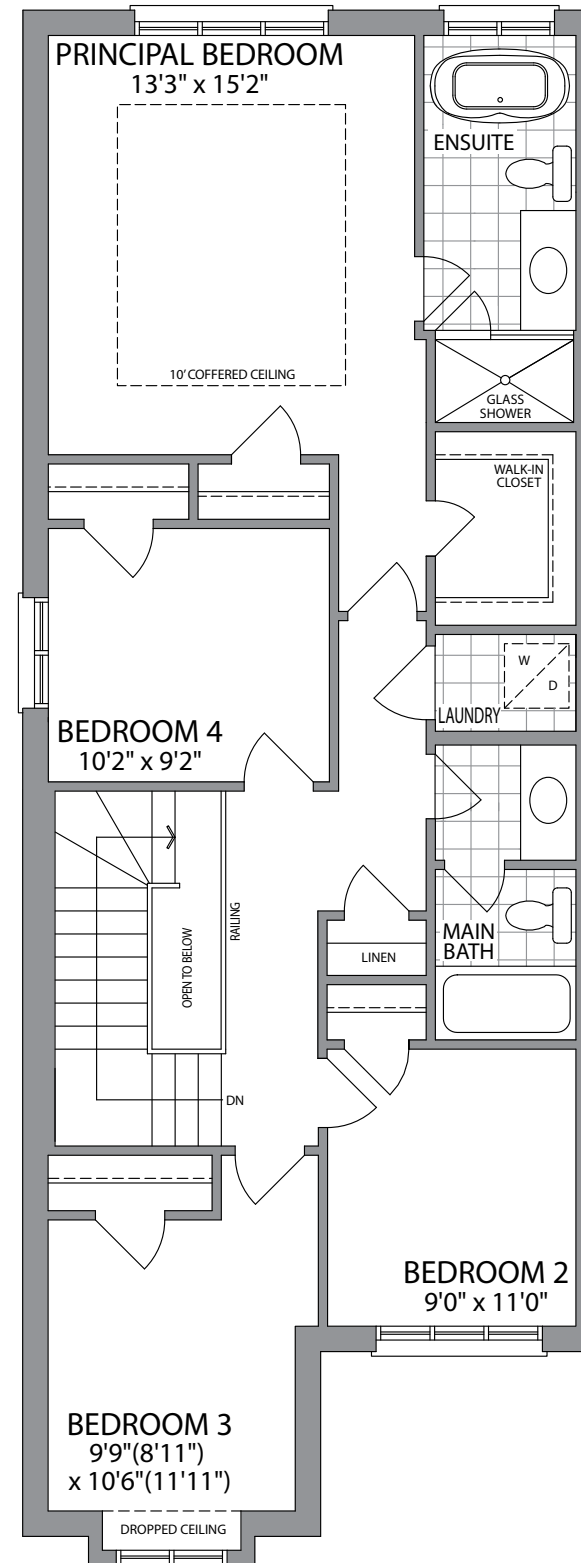 PRINCIPAL BEDROOM
13'3" x 15'2"
10' COFFERED CEILING
ENSUITE
GLASS
SHOWER
WALK-IN
CLOSET
W
D
LAUNDRY
BEDROOM 4
10'2" x 9'2"
OPEN TO BELOW
RAILING
DN
LINEN
MAIN
BATH
BEDROOM 2
9'0" x 11'0"
BEDROOM 3
9'9"(8'11")
x 10'6"(11'11")
DROPPED CEILING